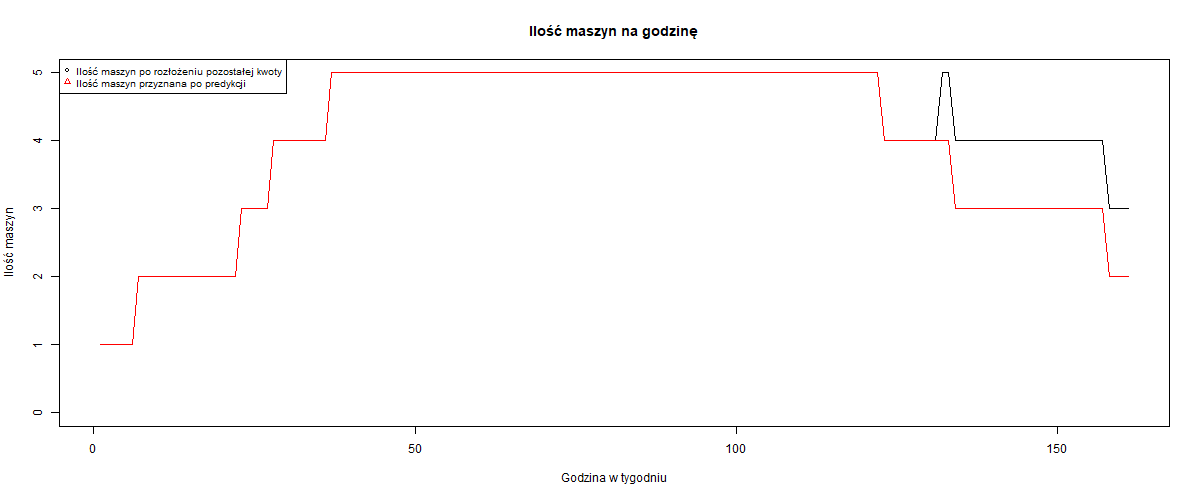 Ilość maszyn na godzinę
Ilość maszyn po rozłożeniu pozostałej kwoty
Ilość maszyn przyznana po predykcji
Ilość maszyn
5
4
3
2
1
0
0 50 100 150
Godzina w tygodniu